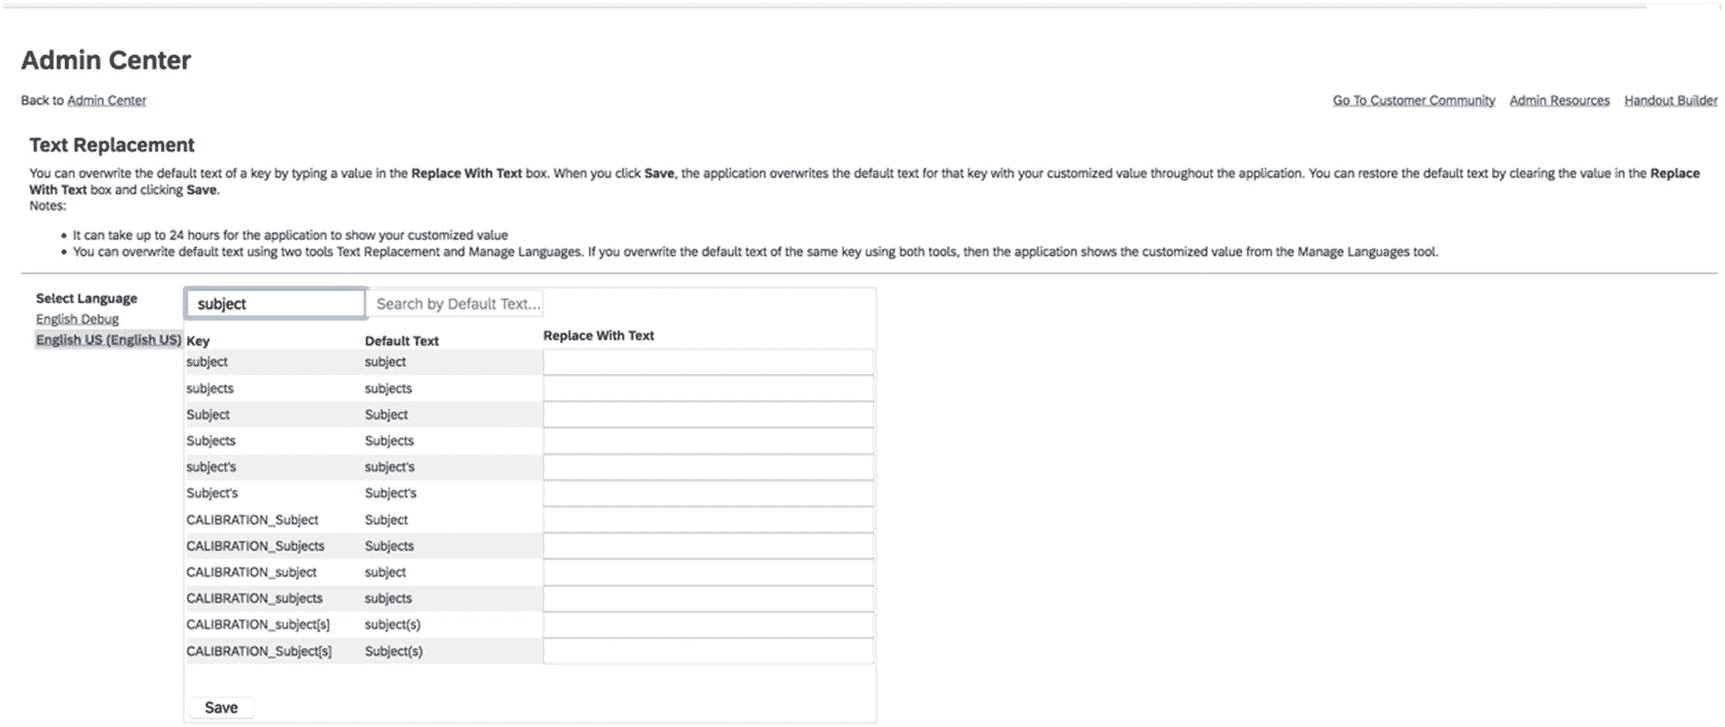 Admin Center
Back to Admin Center
Go To Customer Community Admin Resources Handout Builder
Text Replacement
You can overwrite the default text of a key by typing a value in the Replace With Text box. When you click Save, the application overwrites the default text for that key with your customized value throughout the application. You can restore the default text by clearing the value in the Replace
With Text box and clicking Save.
Notes:
• It can take up to 24 hours for the application to show your customized value
• You can overwrite default text using two tools Text Replacement and Manage Languages. If you overwrite the default text of the same key using both tools, then the application shows the customized value from the Manage Languages tool.
Select Language
English Debug
English US (English US)
subject Search by Default Text...
Key Default Text Replace With Text
subject subject
subjects subjects
Subject Subject
Subjects Subjects
subject's subject's
Subject's Subject's
CALIBRATION_Subject Subject
CALIBRATION_Subjects Subjects
CALIBRATION_subject subject
CALIBRATION_subjects subjects
CALIBRATION_subject[s] subject(s)
CALIBRATION_Subject[s] Subject(s)
Save